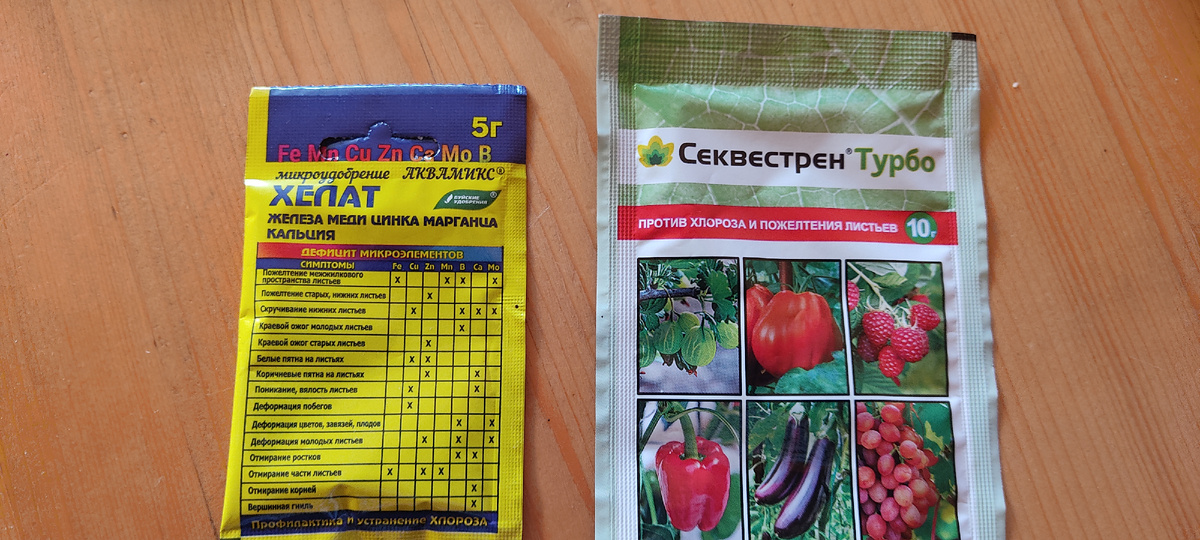 5г
Fe Mn Cu Zn Ca Mo B
микроудобрение АКВАМИКС®
ХЕЛАТ
БУЙСКИЕ УДОБРЕНИЯ®
ЖЕЛЕЗА МЕДИ ЦИНКА МАРГАНЦА
КАЛЬЦИЯ
ДЕФИЦИТ МИКРОЭЛЕМЕНТОВ
СИМПТОМЫ Fe Cu Zn Mn B Ca Mo
Пожелтение межжилкового
пространства листьев X X X X
Пожелтение старых, нижних листьев X
Скручивание нижних листьев X X X X
Краевой ожог молодых листьев X
Краевой ожог старых листьев X
Белые пятна на листьях X X
Коричневые пятна на листьях X X
Поникание, вялость листьев X X
Деформация побегов X
Деформация цветов, завязей, плодов X X
Деформация молодых листьев X X X
Отмирание ростков X X
Отмирание части листьев X X X
Отмирание корней X
Вершинная гниль X
Профилактика и устранение ХЛОРОЗА
Секвестрен® Турбо
ПРОТИВ ХЛОРОЗА И ПОЖЕЛТЕНИЯ ЛИСТЬЕВ 10г